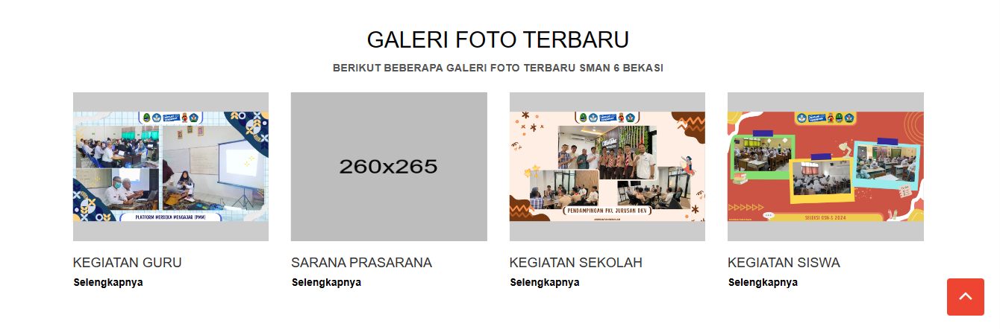 GALERI FOTO TERBARU
BERIKUT BEBERAPA GALERI FOTO TERBARU SMAN 6 BEKASI
PLATFORM MERDEKA MENGAJAR (PMM)
260x265
PENDAMPINGAN PKL JURUSAN DKV
SELEKSI OSN-S 2024
KEGIATAN GURU
SARANA PRASARANA
KEGIATAN SEKOLAH
KEGIATAN SISWA
Selengkapnya
Selengkapnya
Selengkapnya
Selengkapnya